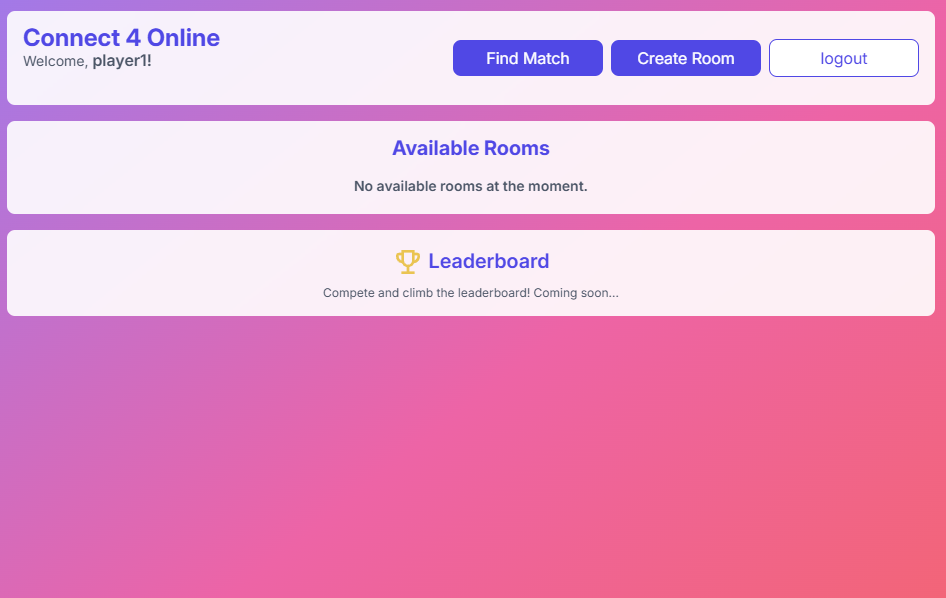 Connect 4 Online
Welcome, player1!
Find Match
Create Room
logout
Available Rooms
No available rooms at the moment.
Leaderboard
Compete and climb the leaderboard! Coming soon...